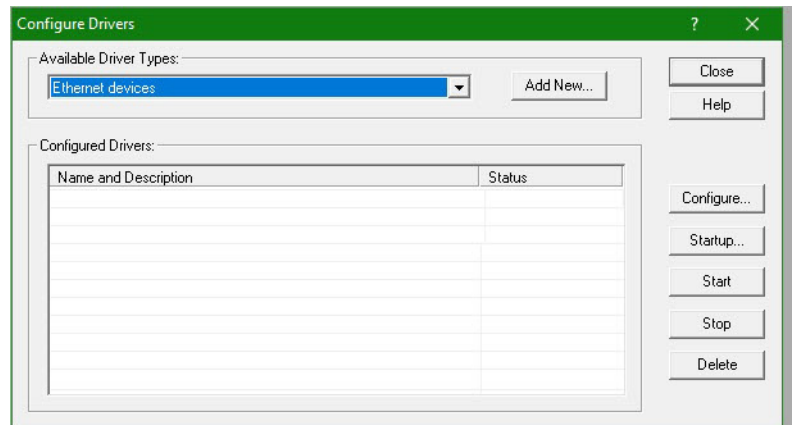 Configure Drivers ?
Available Driver Types:
Ethernet devices
Add New...
Close
Help
Configured Drivers:
Name and Description Status
Configure...
Startup...
Start
Stop
Delete